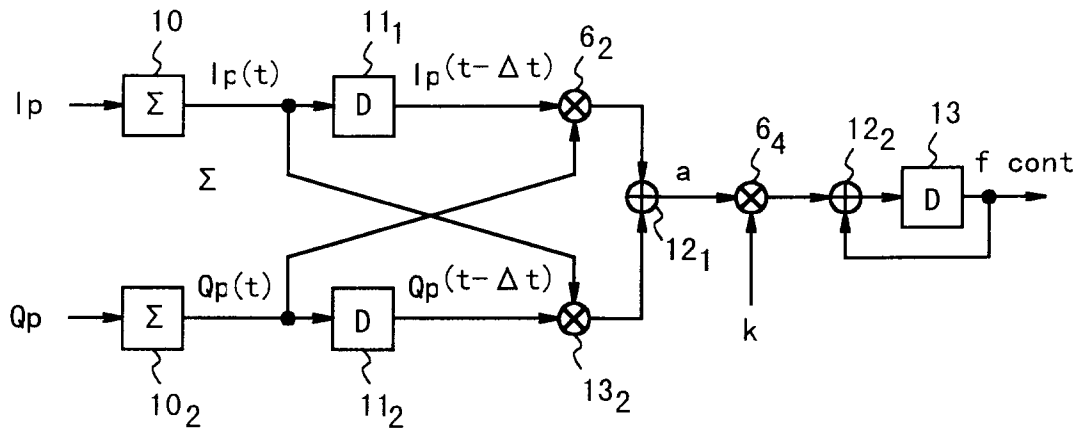 10
11₁
6₂
Ip
Σ
Ip(t)
D
Ip(t-Δt)
6₄
12₂
13
f cont
Σ
a
D
12₁
Qp
Σ
Qp(t)
D
Qp(t-Δt)
k
10₂
11₂
13₂